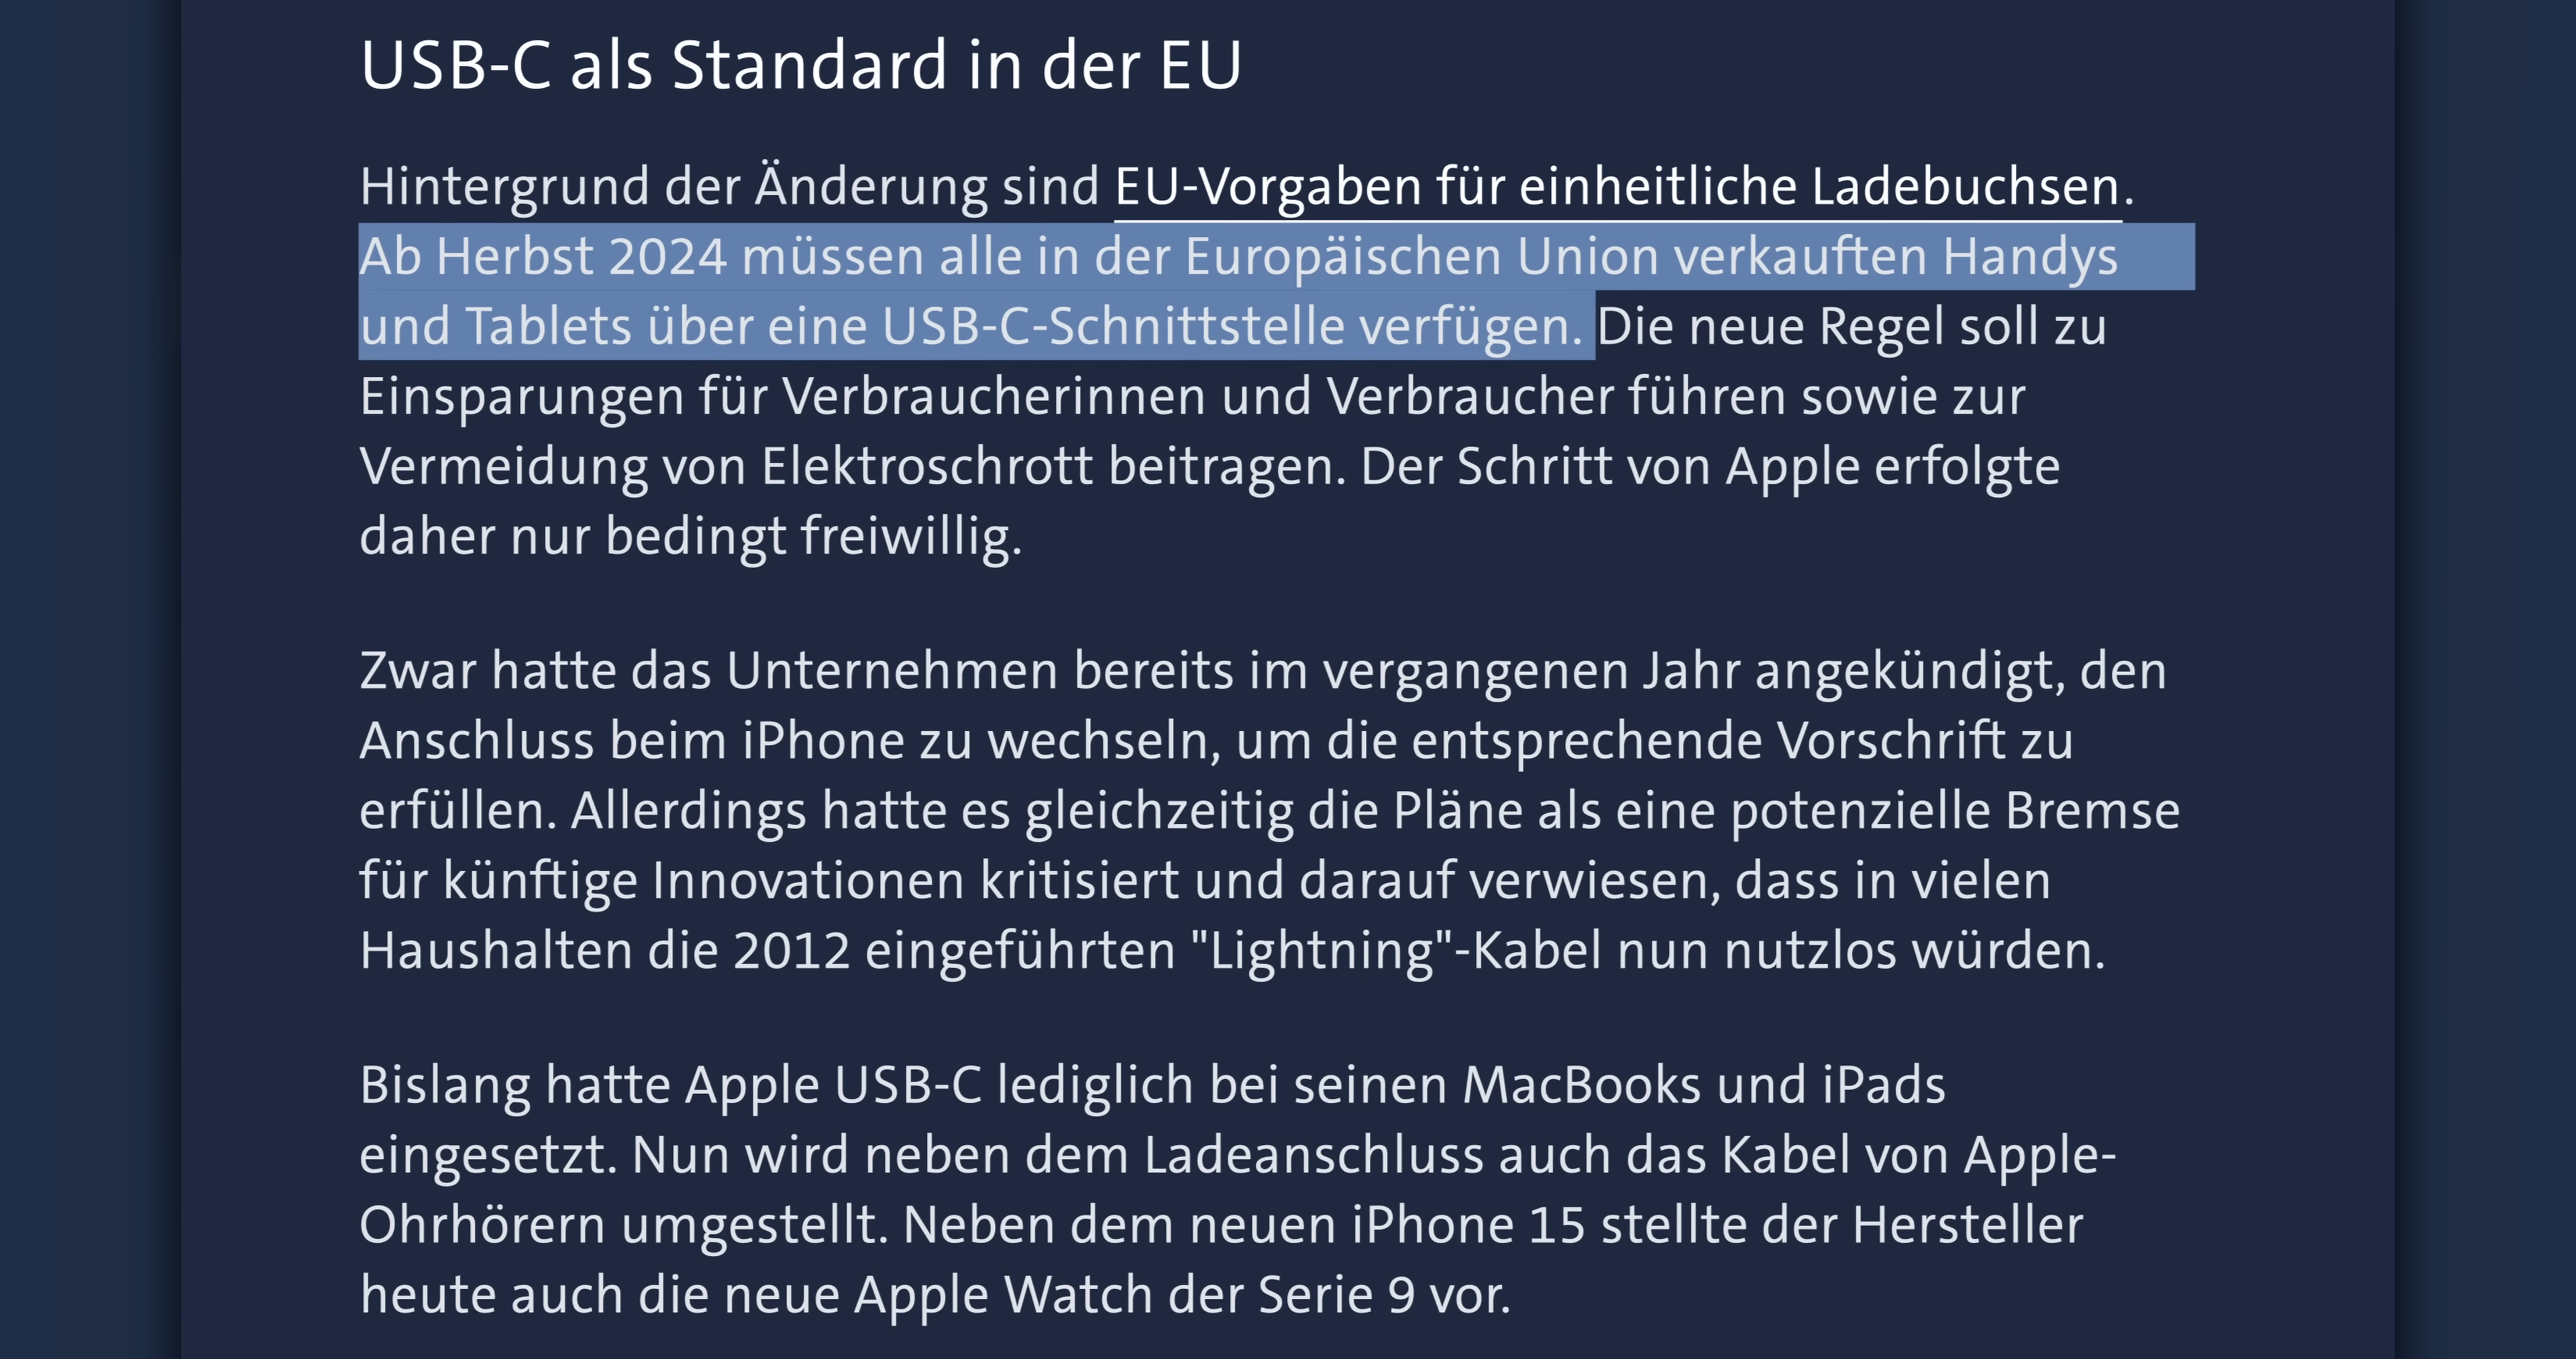 USB-C als Standard in der EU
Hintergrund der Änderung sind EU-Vorgaben für einheitliche Ladebuchsen.
Ab Herbst 2024 müssen alle in der Europäischen Union verkauften Handys
und Tablets über eine USB-C-Schnittstelle verfügen. Die neue Regel soll zu
Einsparungen für Verbraucherinnen und Verbraucher führen sowie zur
Vermeidung von Elektroschrott beitragen. Der Schritt von Apple erfolgte
daher nur bedingt freiwillig.
Zwar hatte das Unternehmen bereits im vergangenen Jahr angekündigt, den
Anschluss beim iPhone zu wechseln, um die entsprechende Vorschrift zu
erfüllen. Allerdings hatte es gleichzeitig die Pläne als eine potenzielle Bremse
für künftige Innovationen kritisiert und darauf verwiesen, dass in vielen
Haushalten die 2012 eingeführten "Lightning"-Kabel nun nutzlos würden.
Bislang hatte Apple USB-C lediglich bei seinen MacBooks und iPads
eingesetzt. Nun wird neben dem Ladeanschluss auch das Kabel von Apple-
Ohrhörern umgestellt. Neben dem neuen iPhone 15 stellte der Hersteller
heute auch die neue Apple Watch der Serie 9 vor.